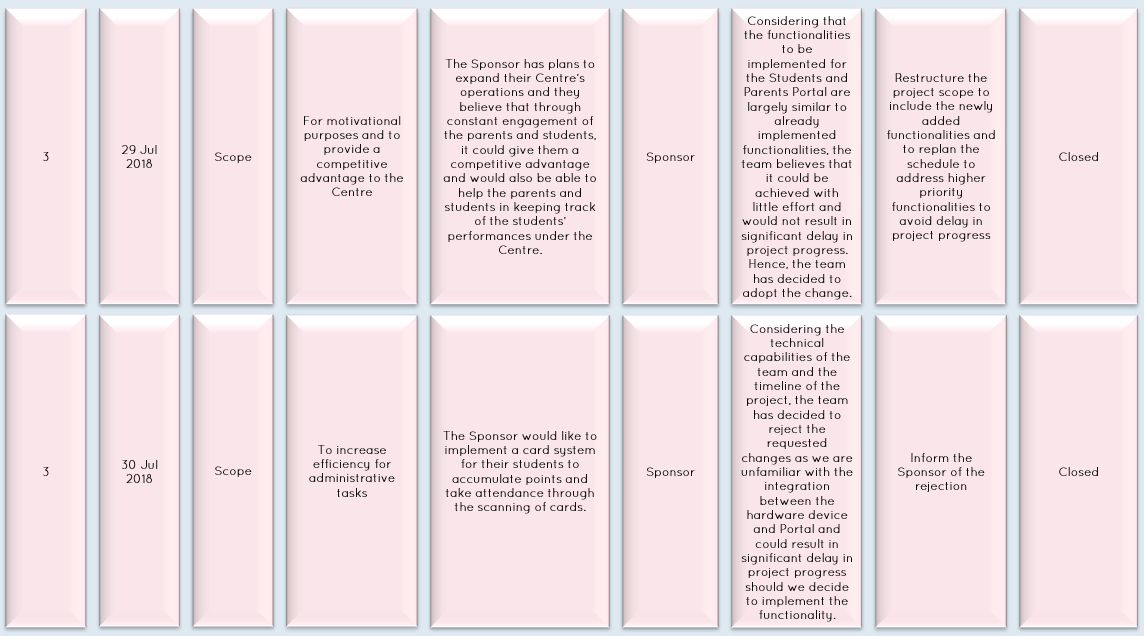 3
29 Jul
2018
Scope
For motivational
purposes and to
provide a
competitive
advantage to the
Centre
The Sponsor has plans to
expand their Centre's
operations and they
believe that through
constant engagement of
the parents and students,
it could give them a
competitive advantage
and would also be able to
help the parents and
students in keeping track
of the students'
performances under the
Centre.
Sponsor
Considering that
the functionalities
to be
implemented for
the Students and
Parents Portal are
largely similar to
already
implemented
functionalities, the
team believes that
it could be
achieved with
little effort and
would not result in
significant delay in
project progress.
Hence, the team
has decided to
adopt the change.
Restructure the
project scope to
include the newly
added
functionalities and
to replan the
schedule to
address higher
priority
functionalities to
avoid delay in
project progress
Closed
3
30 Jul
2018
Scope
To increase
efficiency for
administrative
tasks
The Sponsor would like to
implement a card system
for their students to
accumulate points and
take attendance through
the scanning of cards.
Sponsor
Considering the
technical
capabilities of the
team and the
timeline of the
project, the team
has decided to
reject the
requested
changes as we are
unfamiliar with the
integration
between the
hardware device
and Portal and
could result in
significant delay in
project progress
should we decide
to implement the
functionality.
Inform the
Sponsor of the
rejection
Closed